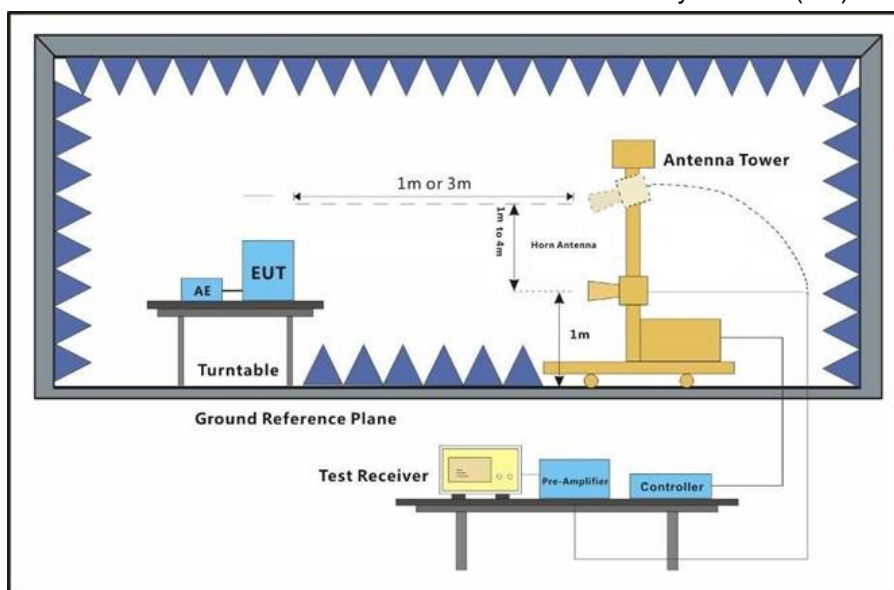 1m or 3m
Antenna Tower
1m to 4m
Horn Antenna
EUT
AE
1m
Turntable
Ground Reference Plane
Test Receiver
Pre-Amplifier
Controller